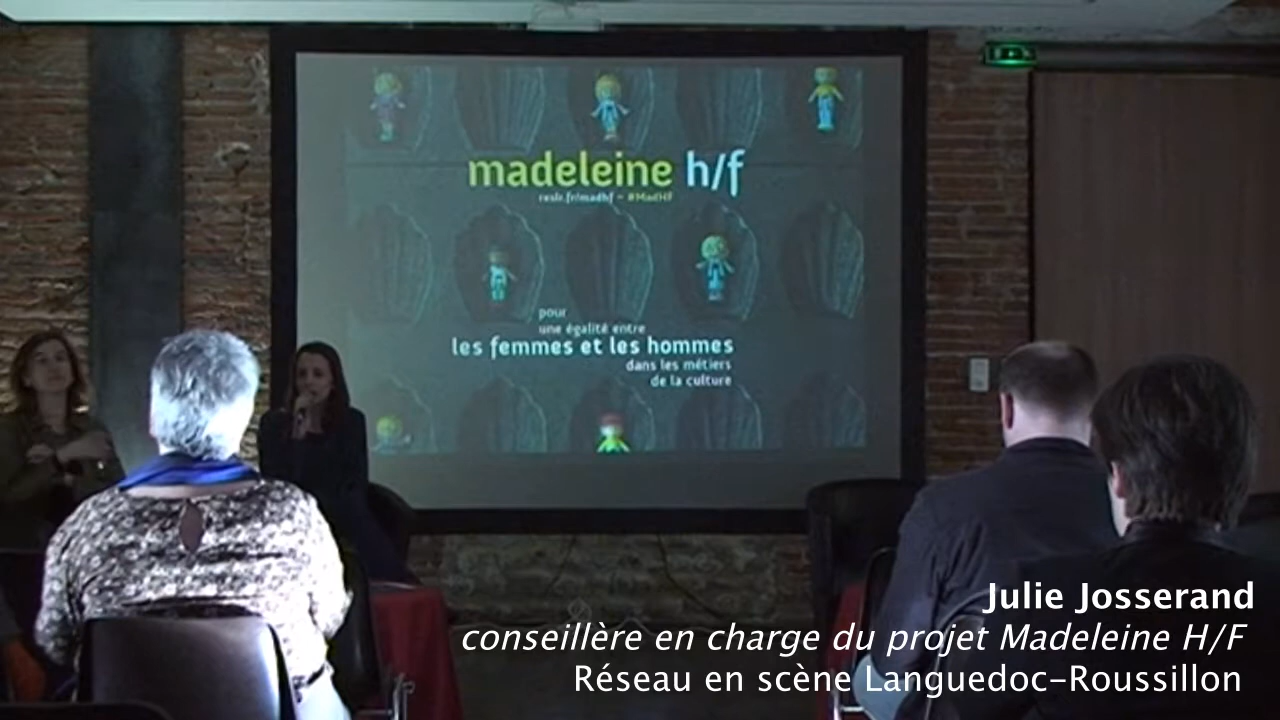 madeleine h/f
reslr.fr/madhf - #MadHF
pour
une égalité entre
les femmes et les hommes
dans les métiers
de la culture
Julie Josserand
conseillère en charge du projet Madeleine H/F
Réseau en scène Languedoc-Roussillon